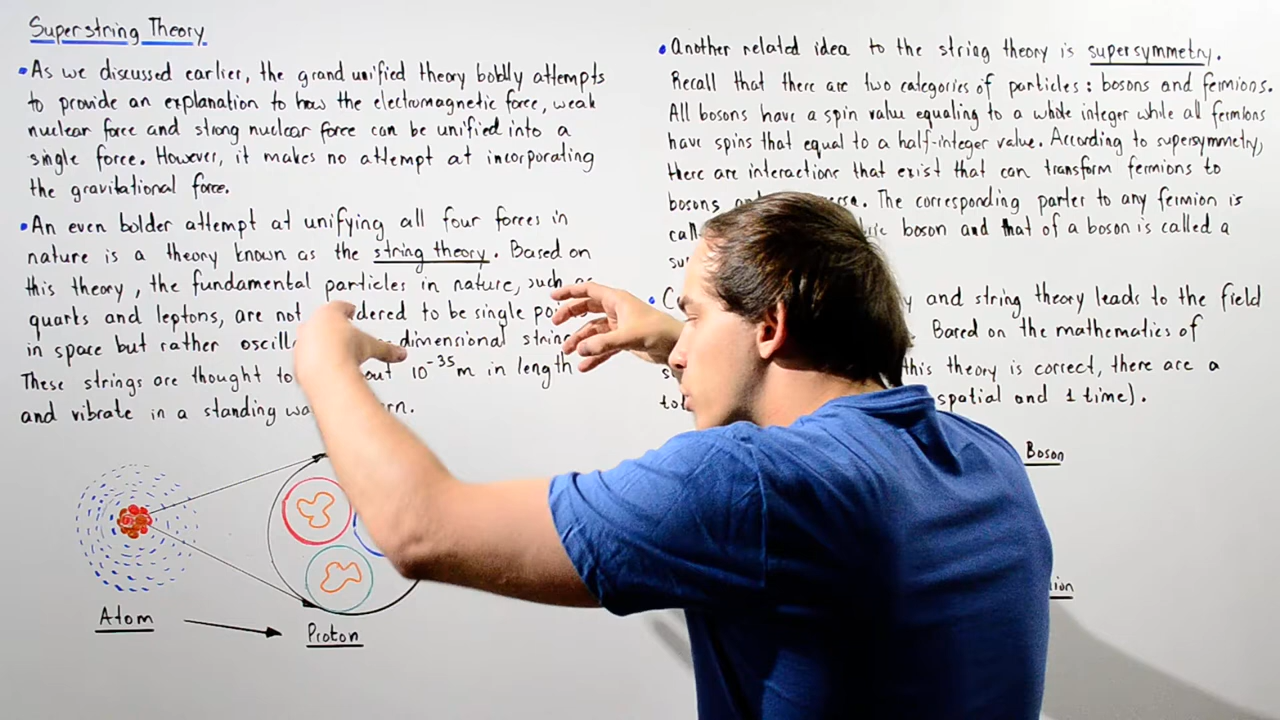 Superstring Theory
• As we discussed earlier, the grand unified theory boldly attempts
to provide an explanation to how the electromagnetic force, weak
nuclear force and strong nuclear force can be unified into a
single force. However, it makes no attempt at incorporating
the gravitational force.
• An even bolder attempt at unifying all four forces in
nature is a theory known as the string theory. Based on
this theory, the fundamental particles in nature, such as
quarks and leptons, are not to be single
in space but rather dimensional
These strings are thought to 10⁻³⁵m in length
and vibrate in a standing
Atom
Proton
• Another related idea to the string theory is supersymmetry.
Recall that there are two categories of particles: bosons and fermions.
All bosons have a spin value equaling to a whole integer while all fermions
have spins that equal to a half-integer value. According to supersymmetry,
there are interactions that exist that can transform fermions to
bosons The corresponding parter to any fermion is
boson and that of a boson is called a
• and string theory leads to the field
Based on the mathematics of
this theory is correct, there are a
spatial and 1 time).
Boson